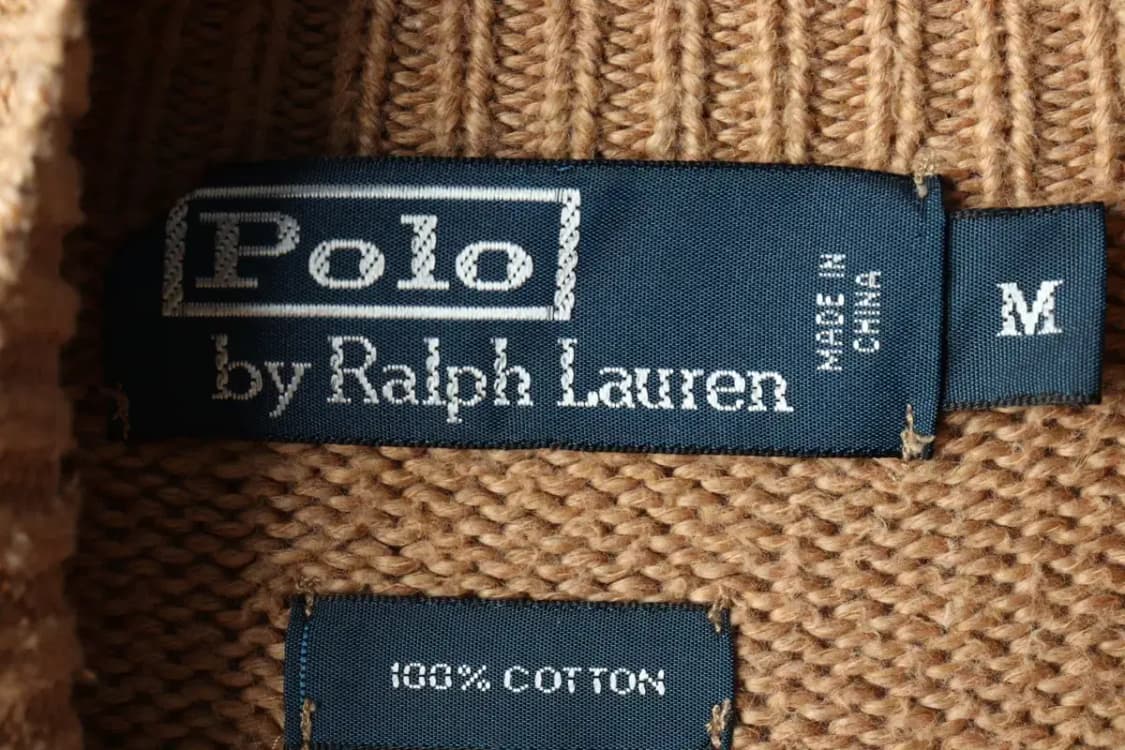 Polo
by Ralph Lauren
MADE IN
CHINA
M
100% COTTON